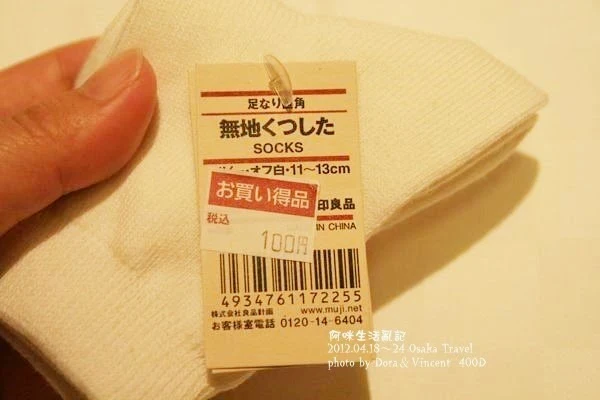 足なり直角
無地くつした
SOCKS
オフ白・11〜13cm
お買い得品
税込
100円
印良品
IN CHINA
4934761172255
株式会社良品計画 www.muji.net
お客様室電話 0120-14-6404
阿咪生活亂記
2012.04.18~24 Osaka Travel
photo by Dora & Vincent 400D